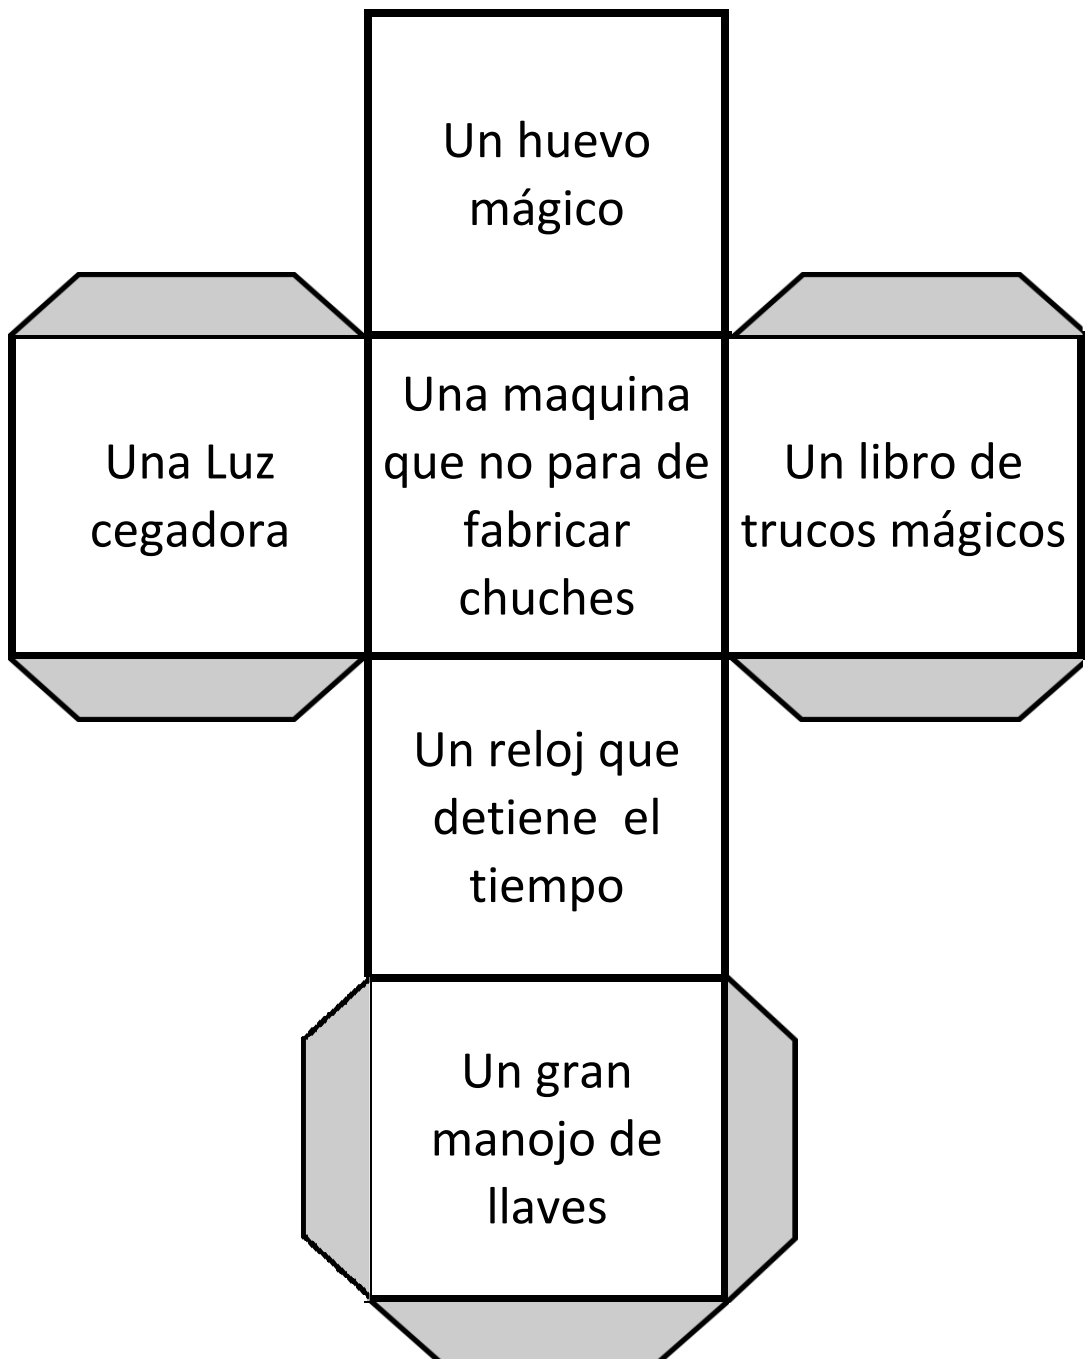 Un huevo
mágico
Una Luz
cegadora
Una maquina
que no para de
fabricar
chuches
Un libro de
trucos mágicos
Un reloj que
detiene  el
tiempo
Un gran
manojo de
llaves